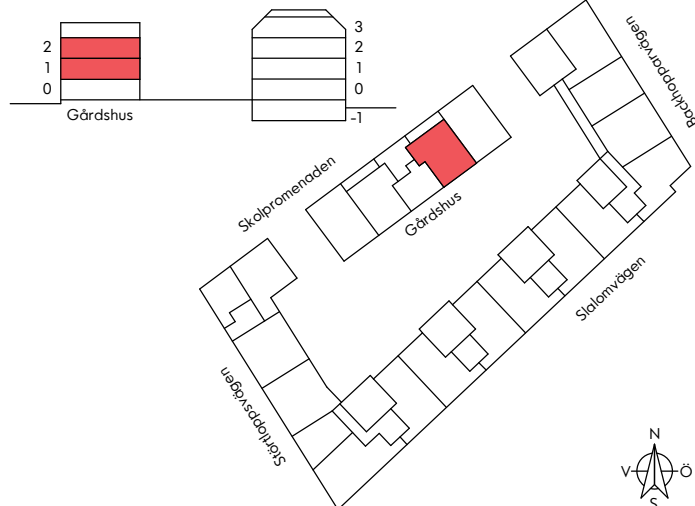 3
2
2
1
1
0
0
-1
Gårdshus
Backhopparvägen
Skolpromenaden
Gårdshus
Slalomvägen
Störtloppsvägen
N
V
Ö
S